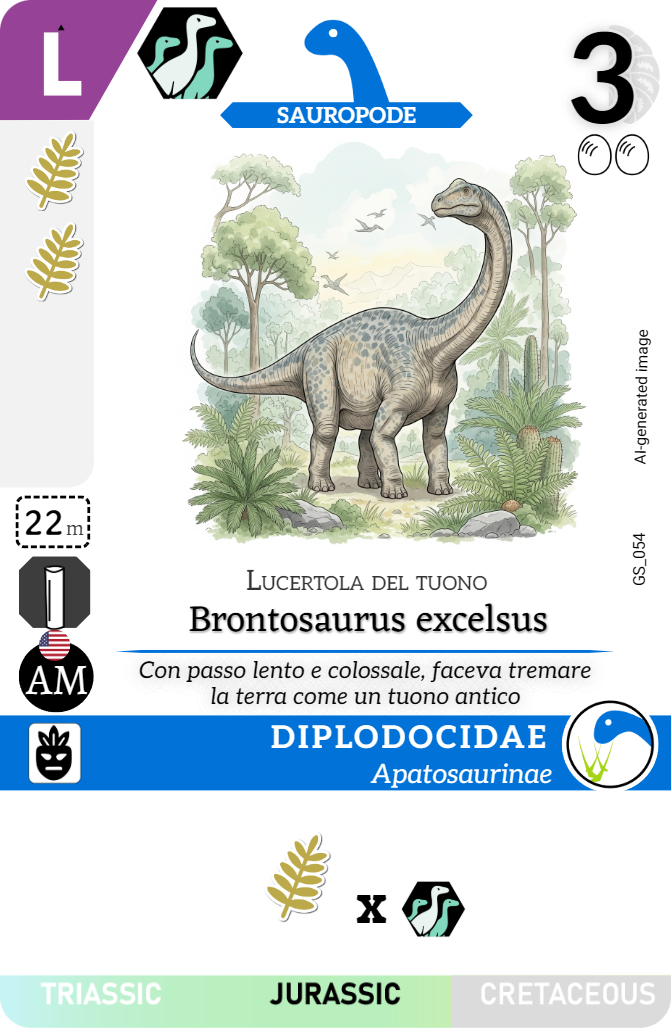 L
SAUROPODE
3
AI-generated image
GS_054
22 m
LUCERTOLA DEL TUONO
Brontosaurus excelsus
AM
Con passo lento e colossale, faceva tremare
la terra come un tuono antico
DIPLODOCIDAE
Apatosaurinae
x
TRIASSIC JURASSIC CRETACEOUS